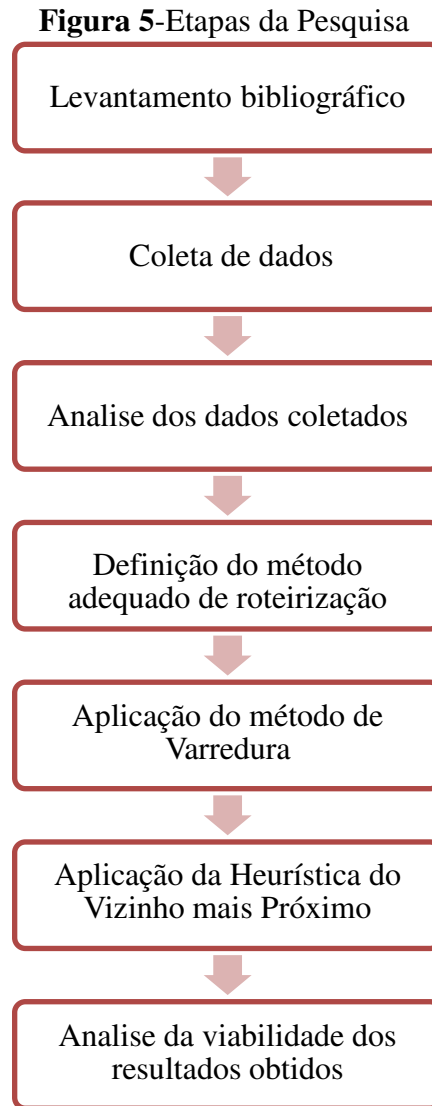 Figura 5-Etapas da Pesquisa
Levantamento bibliográfico
Coleta de dados
Analise dos dados coletados
Definição do método
adequado de roteirização
Aplicação do método de
Varredura
Aplicação da Heurística do
Vizinho mais Próximo
Analise da viabilidade dos
resultados obtidos